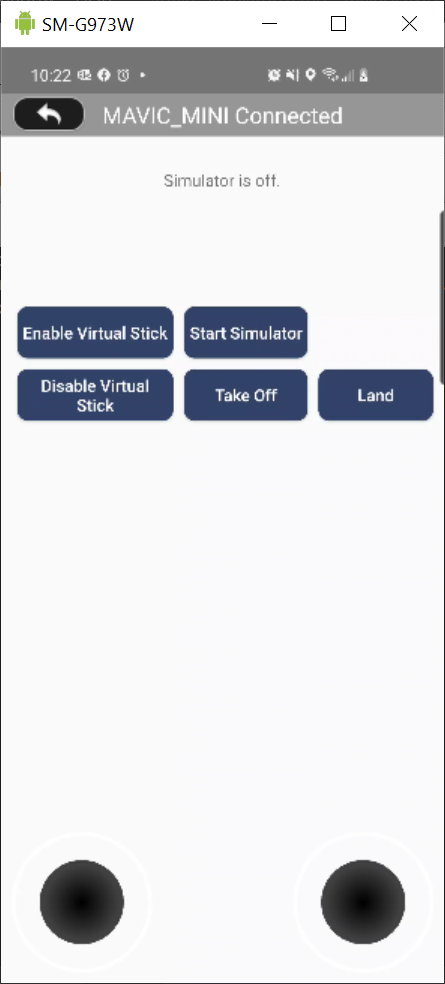 SM-G973W
10:22
MAVIC_MINI Connected
Simulator is off.
Enable Virtual Stick
Start Simulator
Disable Virtual
Stick
Take Off
Land